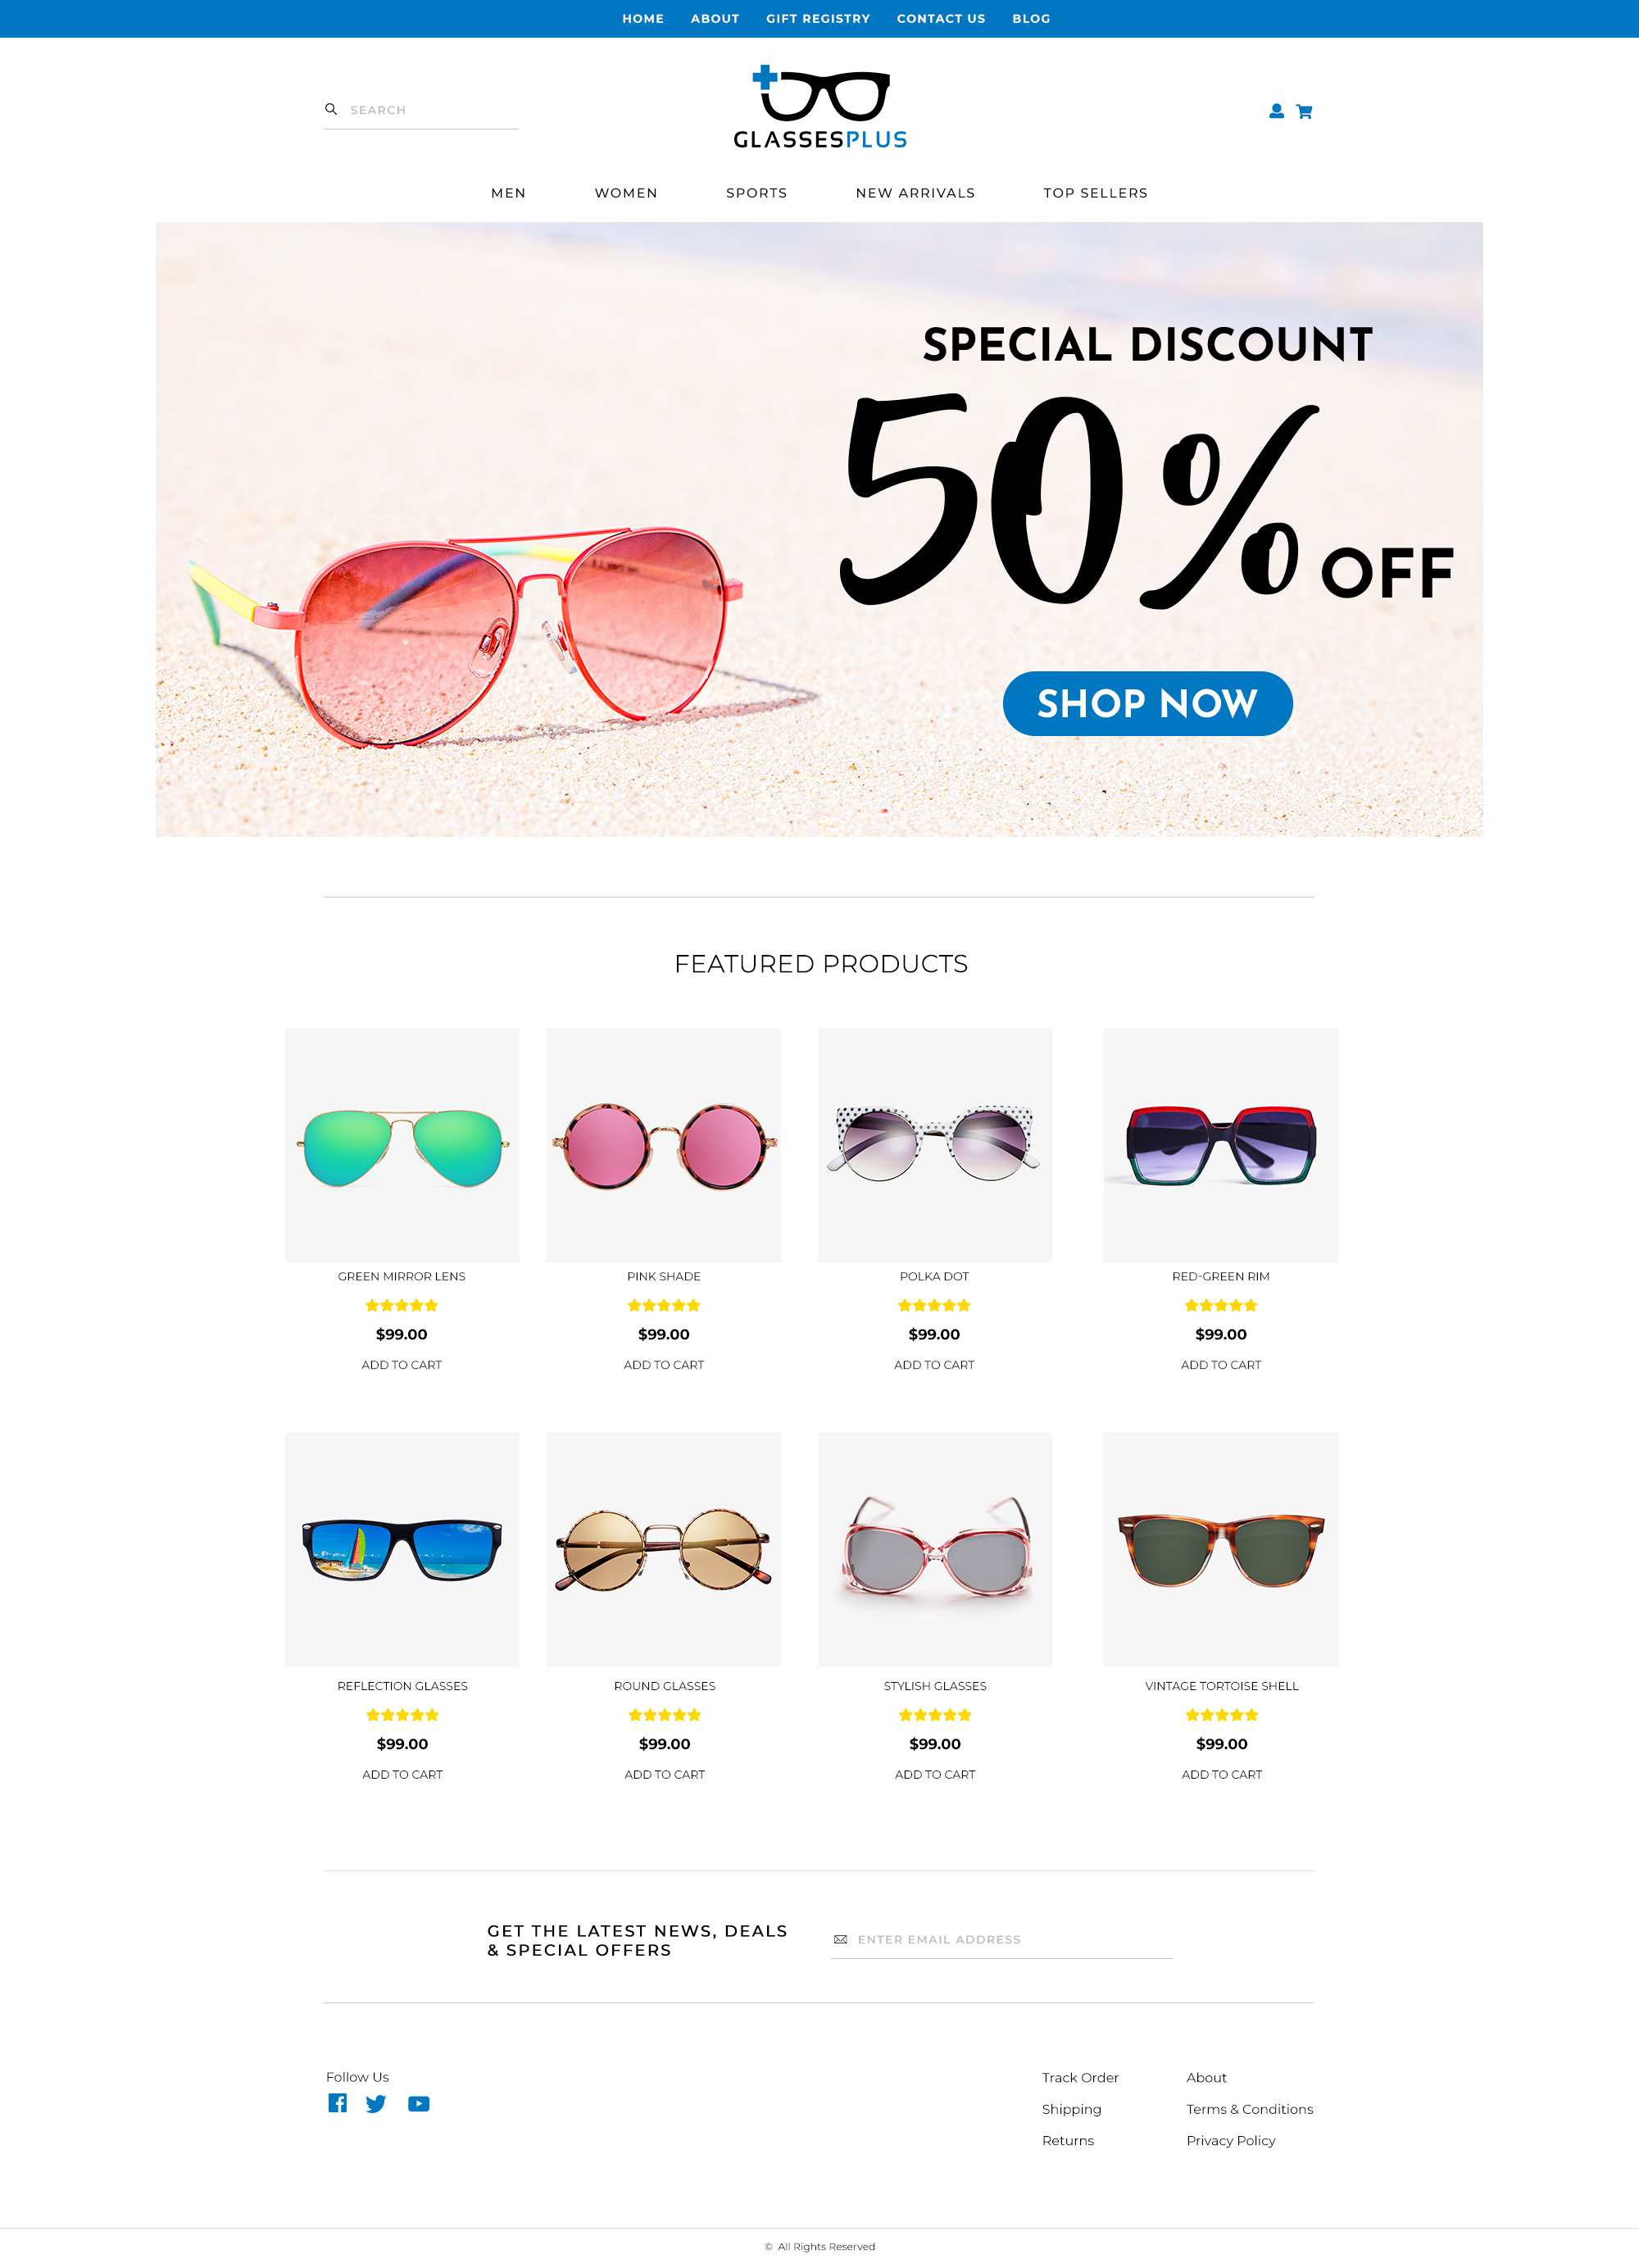 HOME ABOUT GIFT REGISTRY CONTACT US BLOG
SEARCH
GLASSESPLUS
MEN WOMEN SPORTS NEW ARRIVALS TOP SELLERS
SPECIAL DISCOUNT
50% OFF
SHOP NOW
FEATURED PRODUCTS
GREEN MIRROR LENS PINK SHADE POLKA DOT RED-GREEN RIM
$99.00 $99.00 $99.00 $99.00
ADD TO CART ADD TO CART ADD TO CART ADD TO CART
REFLECTION GLASSES ROUND GLASSES STYLISH GLASSES VINTAGE TORTOISE SHELL
$99.00 $99.00 $99.00 $99.00
ADD TO CART ADD TO CART ADD TO CART ADD TO CART
GET THE LATEST NEWS, DEALS
& SPECIAL OFFERS
ENTER EMAIL ADDRESS
Follow Us
Track Order About
Shipping Terms & Conditions
Returns Privacy Policy
© All Rights Reserved